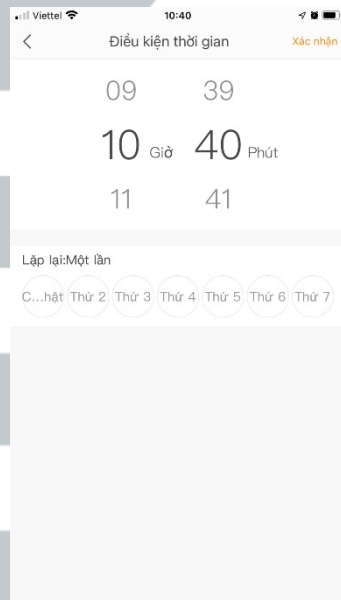 Viettel 10:40
Điều kiện thời gian Xác nhận
09 39
10 Giờ 40 Phút
11 41
Lặp lại:Một lần
C...hật Thứ 2 Thứ 3 Thứ 4 Thứ 5 Thứ 6 Thứ 7